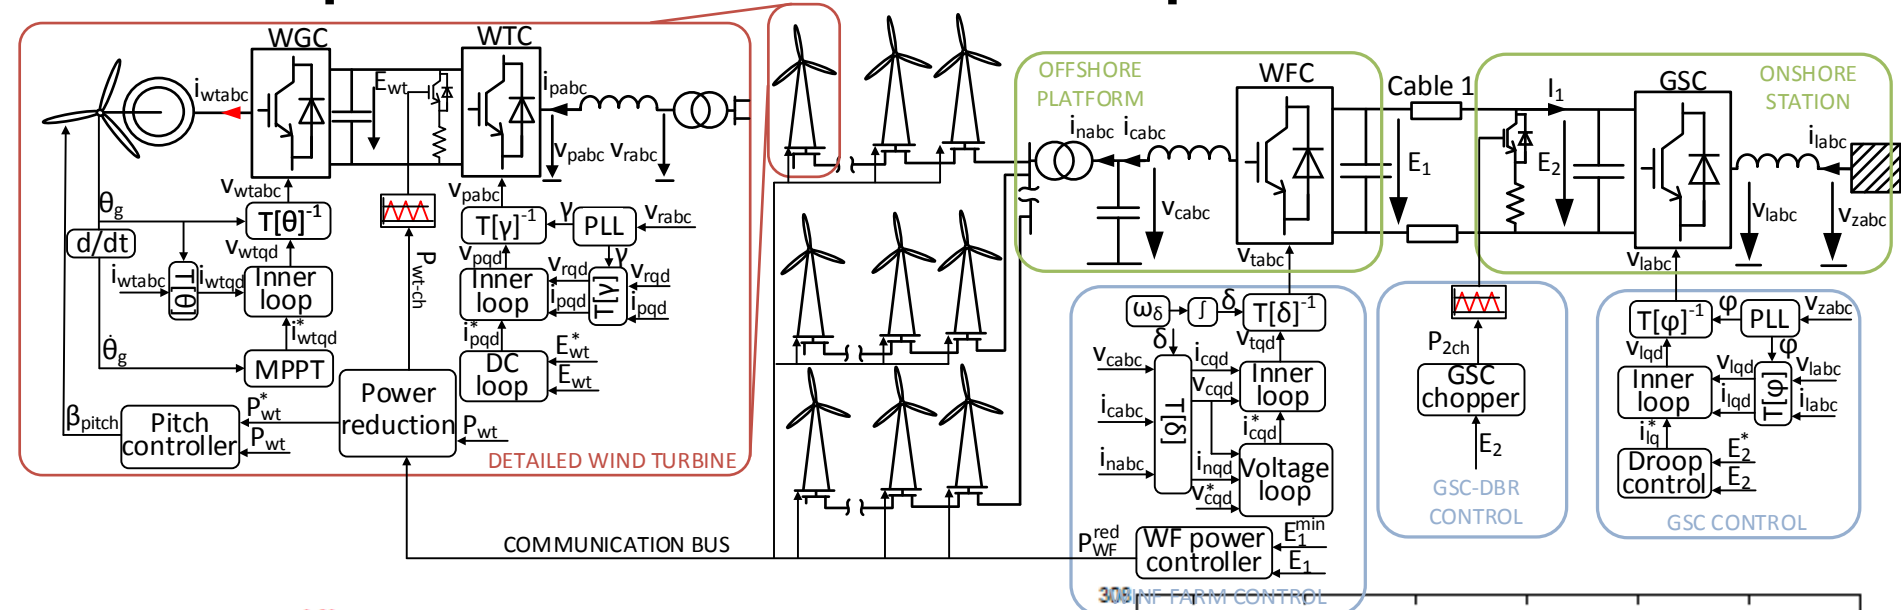 WGC
WTC
i_wtabc
E_wt
i_pabc
v_pabc
v_rabc
v_wtabc
θ_g
T[θ]^-1
d/dt
v_wtqd
i_wtabc
T[θ]
i_wtqd
Inner
loop
i*_wtqd
θ̇_g
MPPT
β_pitch
Pitch
controller
P*_wt
P_wt
Power
reduction
P_wt
P_wt-ch
v_pabc
T[γ]^-1
γ
PLL
v_rabc
v_pqd
γ
v_rqd
T[γ]
v_rqd
Inner
loop
i_pqd
i_pqd
i*_pqd
DC
loop
E*_wt
E_wt
DETAILED WIND TURBINE
COMMUNICATION BUS
OFFSHORE
PLATFORM
WFC
i_nabc
i_cabc
v_cabc
E_1
v_tabc
Cable 1
I_1
E_2
GSC
ONSHORE
STATION
i_labc
v_labc
v_zabc
v_labc
ω_δ
∫
δ
T[δ]^-1
δ
v_tqd
v_cabc
i_cqd
v_cqd
Inner
loop
i_cabc
T[δ]
i*_cqd
i_nabc
i_nqd
v*_cqd
Voltage
loop
P_WF^red
WF power
controller
E_1^min
E_1
P_2ch
GSC
chopper
E_2
GSC-DBR
CONTROL
T[φ]^-1
φ
PLL
v_zabc
φ
v_lqd
v_lqd
v_labc
Inner
loop
i_lqd
T[φ]
i_labc
i*_lq
Droop
control
E*_2
E_2
GSC CONTROL
308
FARM CONTROL